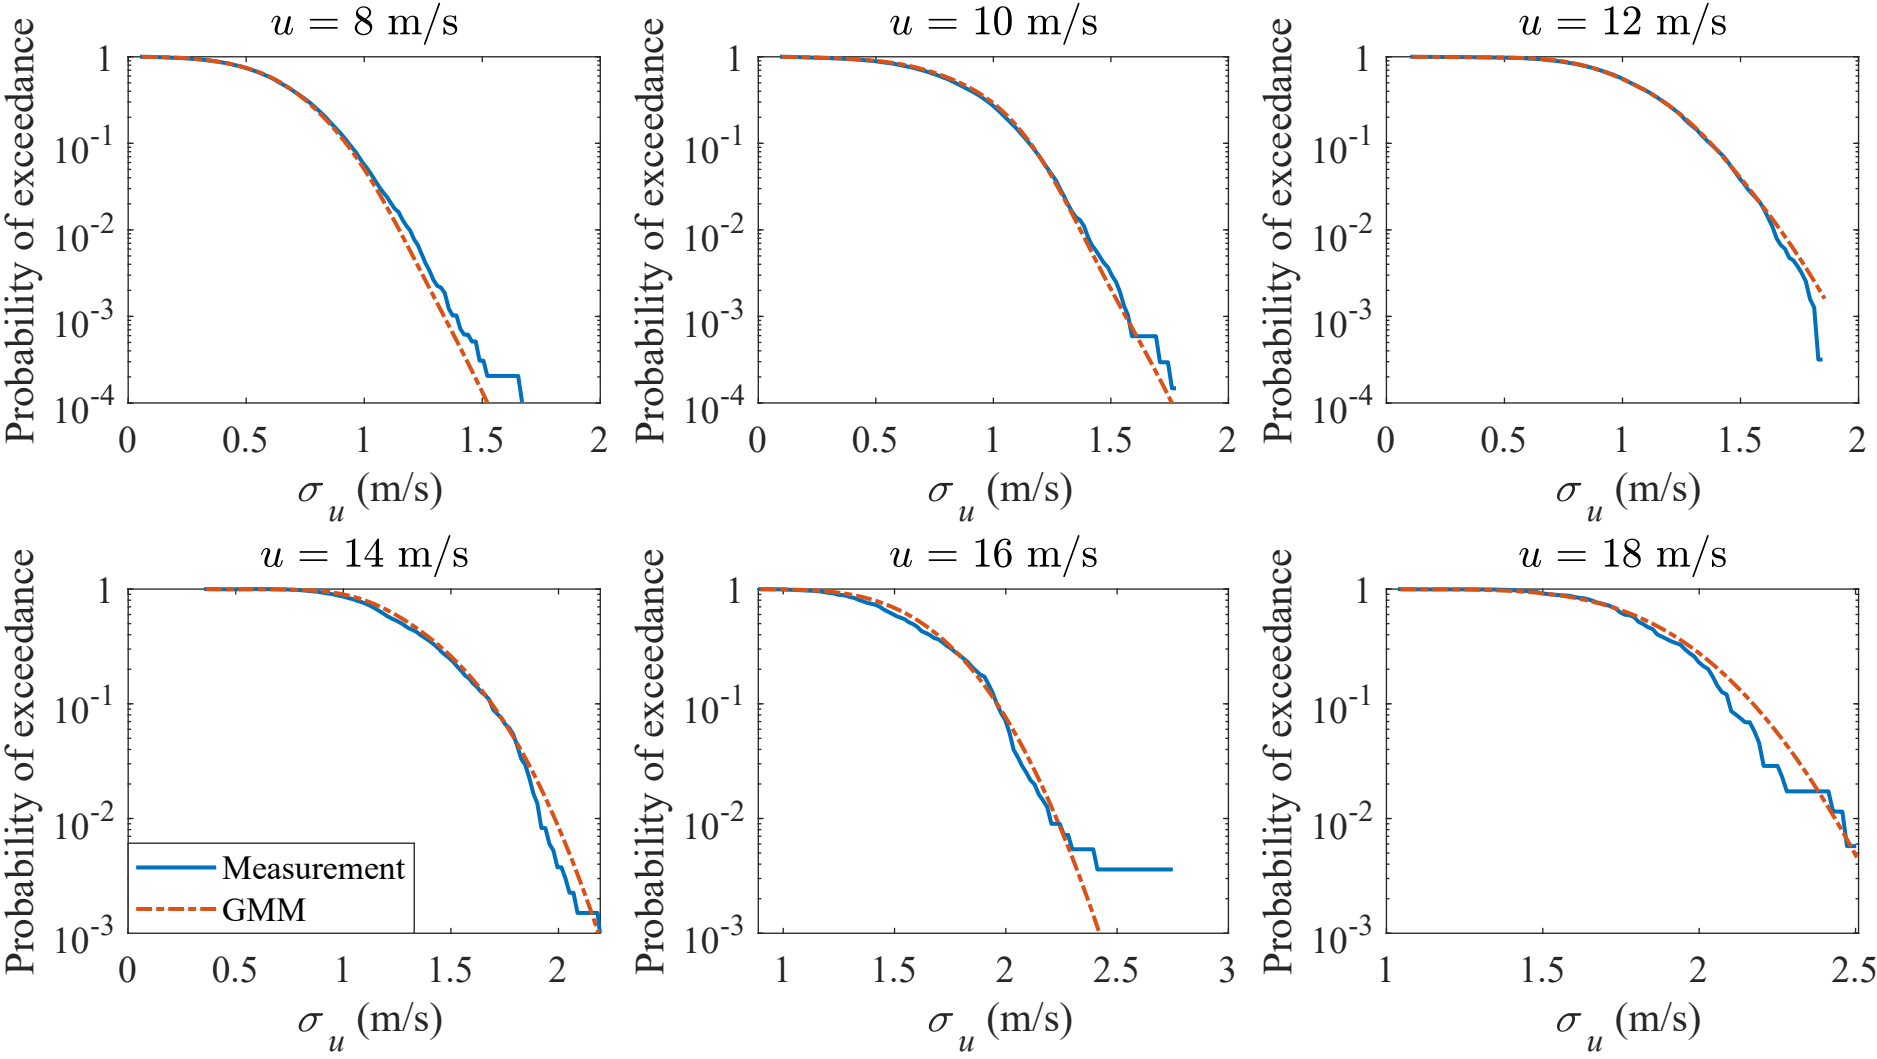 u = 8 m/s
Probability of exceedance
1
10^-1
10^-2
10^-3
10^-4
0 0.5 1 1.5 2
σ_u (m/s)
u = 10 m/s
Probability of exceedance
1
10^-1
10^-2
10^-3
10^-4
0 0.5 1 1.5 2
σ_u (m/s)
u = 12 m/s
Probability of exceedance
1
10^-1
10^-2
10^-3
10^-4
0 0.5 1 1.5 2
σ_u (m/s)
u = 14 m/s
Probability of exceedance
1
10^-1
10^-2
10^-3
Measurement
GMM
0 0.5 1 1.5 2
σ_u (m/s)
u = 16 m/s
Probability of exceedance
1
10^-1
10^-2
10^-3
1 1.5 2 2.5 3
σ_u (m/s)
u = 18 m/s
Probability of exceedance
1
10^-1
10^-2
10^-3
1 1.5 2 2.5
σ_u (m/s)